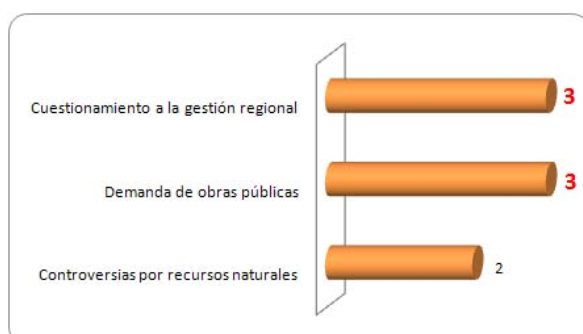 Cuestionamiento a la gestión regional 3
Demanda de obras públicas 3
Controversias por recursos naturales 2